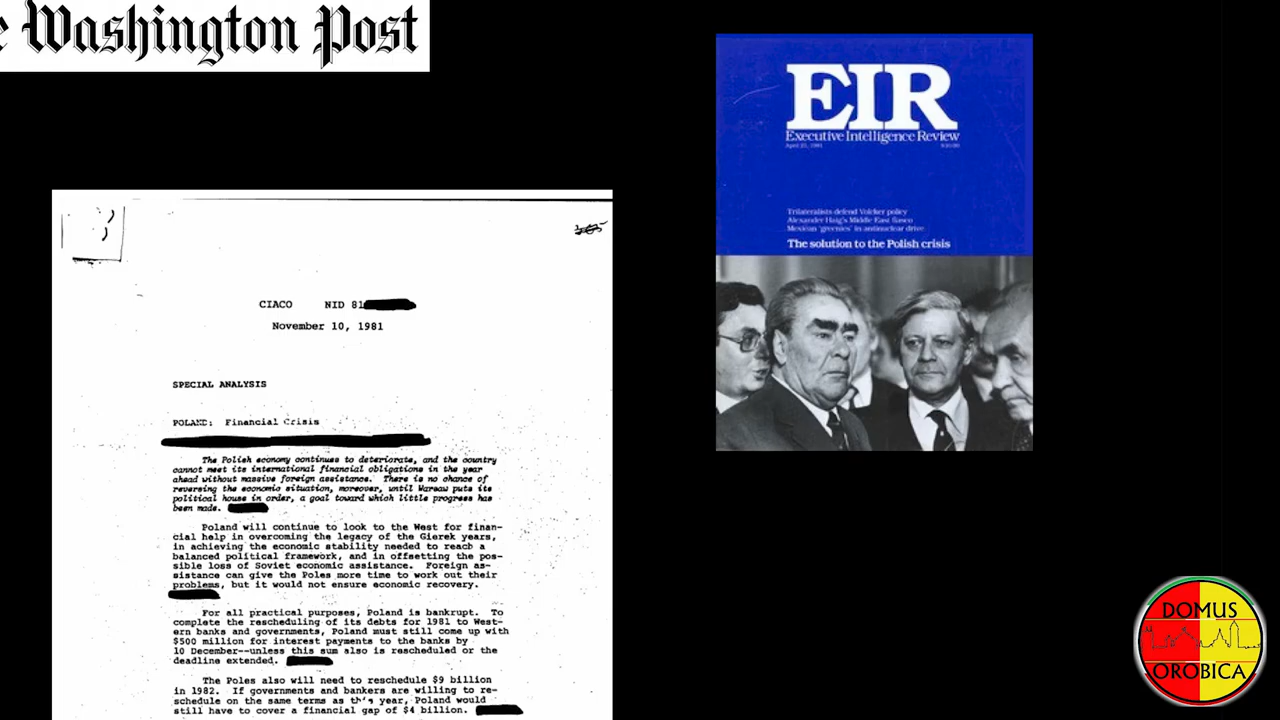 e Washington Post
EIR
Executive Intelligence Review
April 21, 1981
Trilateralists defend Volcker policy
Alexander Haig's Middle East fiasco
Mexican 'greenies' in antinuclear drive
The solution to the Polish crisis
CIACO NID 81
November 10, 1981
SPECIAL ANALYSIS
POLAND: Financial Crisis
The Polish economy continues to deteriorate, and the country
cannot meet its international financial obligations in the year
ahead without massive foreign assistance. There is no chance of
reversing the economic situation, moreover, until Warsaw puts its
political house in order, a goal toward which little progress has
been made.
Poland will continue to look to the West for finan-
cial help in overcoming the legacy of the Gierek years,
in achieving the economic stability needed to reach a
balanced political framework, and in offsetting the pos-
sible loss of Soviet economic assistance. Foreign as-
sistance can give the Poles more time to work out their
problems, but it would not ensure economic recovery.
For all practical purposes, Poland is bankrupt. To
complete the rescheduling of its debts for 1981 to West-
ern banks and governments, Poland must still come up with
$500 million for interest payments to the banks by
10 December--unless this sum also is rescheduled or the
deadline extended.
The Poles also will need to reschedule $9 billion
in 1982. If governments and bankers are willing to re-
schedule on the same terms as this year, Poland would
still have to cover a financial gap of $4 billion.
DOMUS
OROBICA